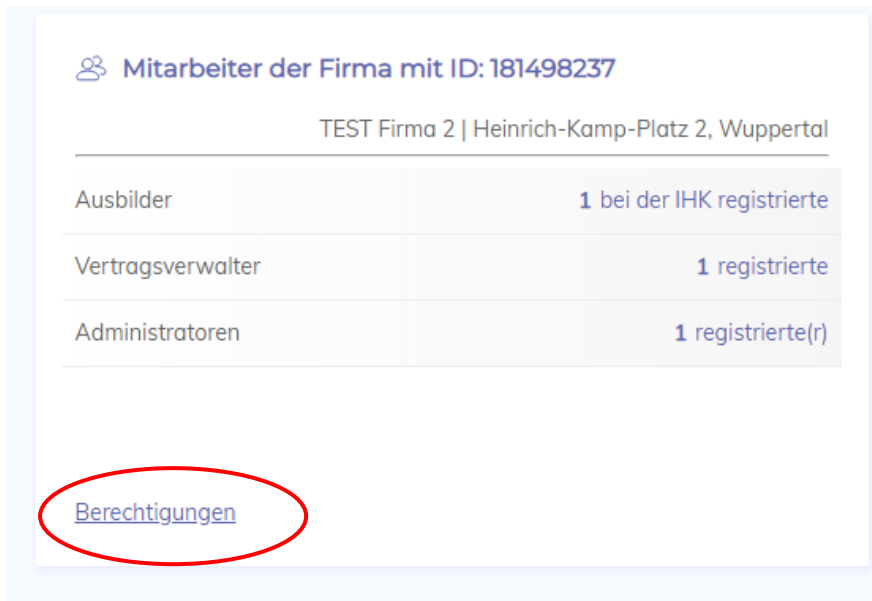 Mitarbeiter der Firma mit ID: 181498237
TEST Firma 2 | Heinrich-Kamp-Platz 2, Wuppertal
Ausbilder 1 bei der IHK registrierte
Vertragsverwalter 1 registrierte
Administratoren 1 registrierte(r)
Berechtigungen